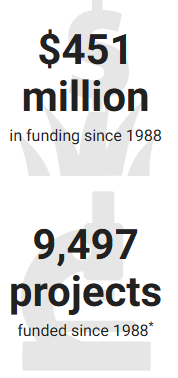 $451
million
in funding since 1988
9,497
projects
funded since 1988*